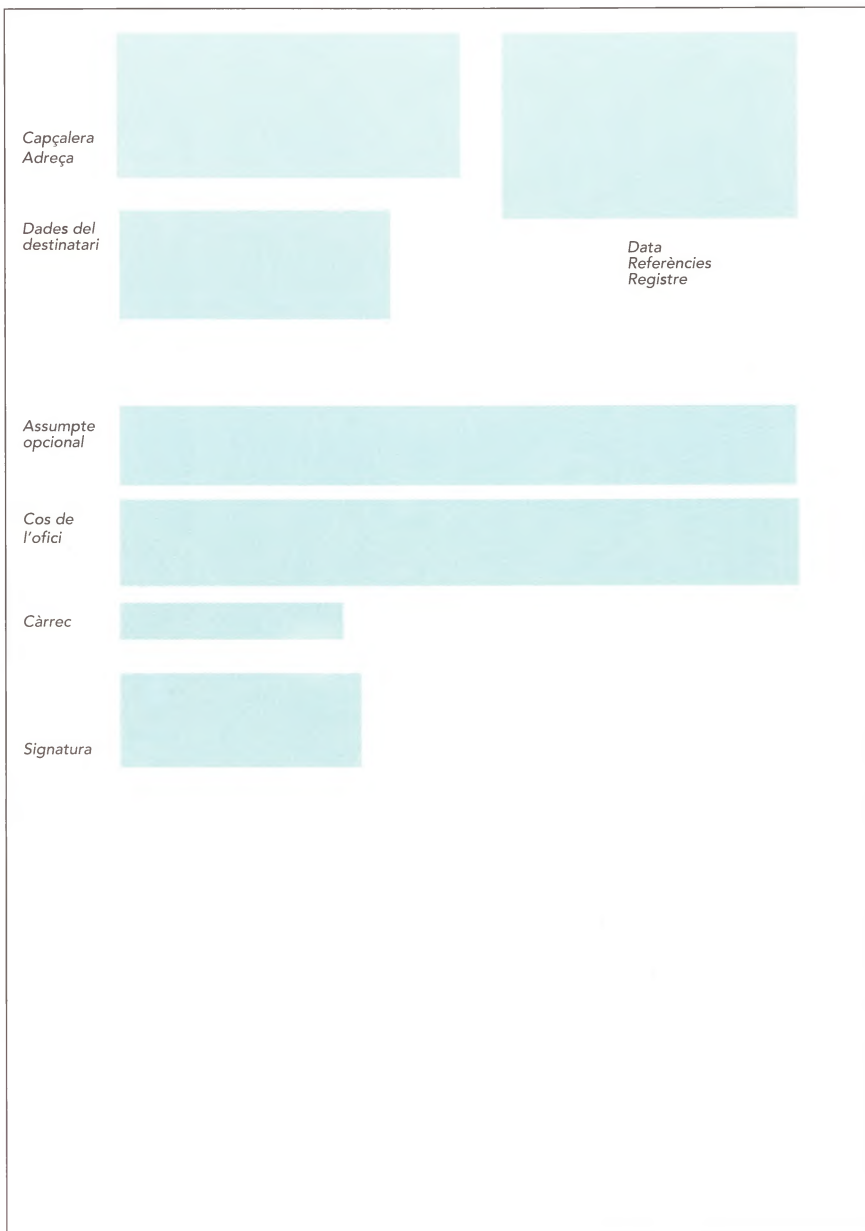 Capçalera
Adreça
Dades del
destinatari
Data
Referències
Registre
Assumpte
opcional
Cos de
l'ofici
Càrrec
Signatura